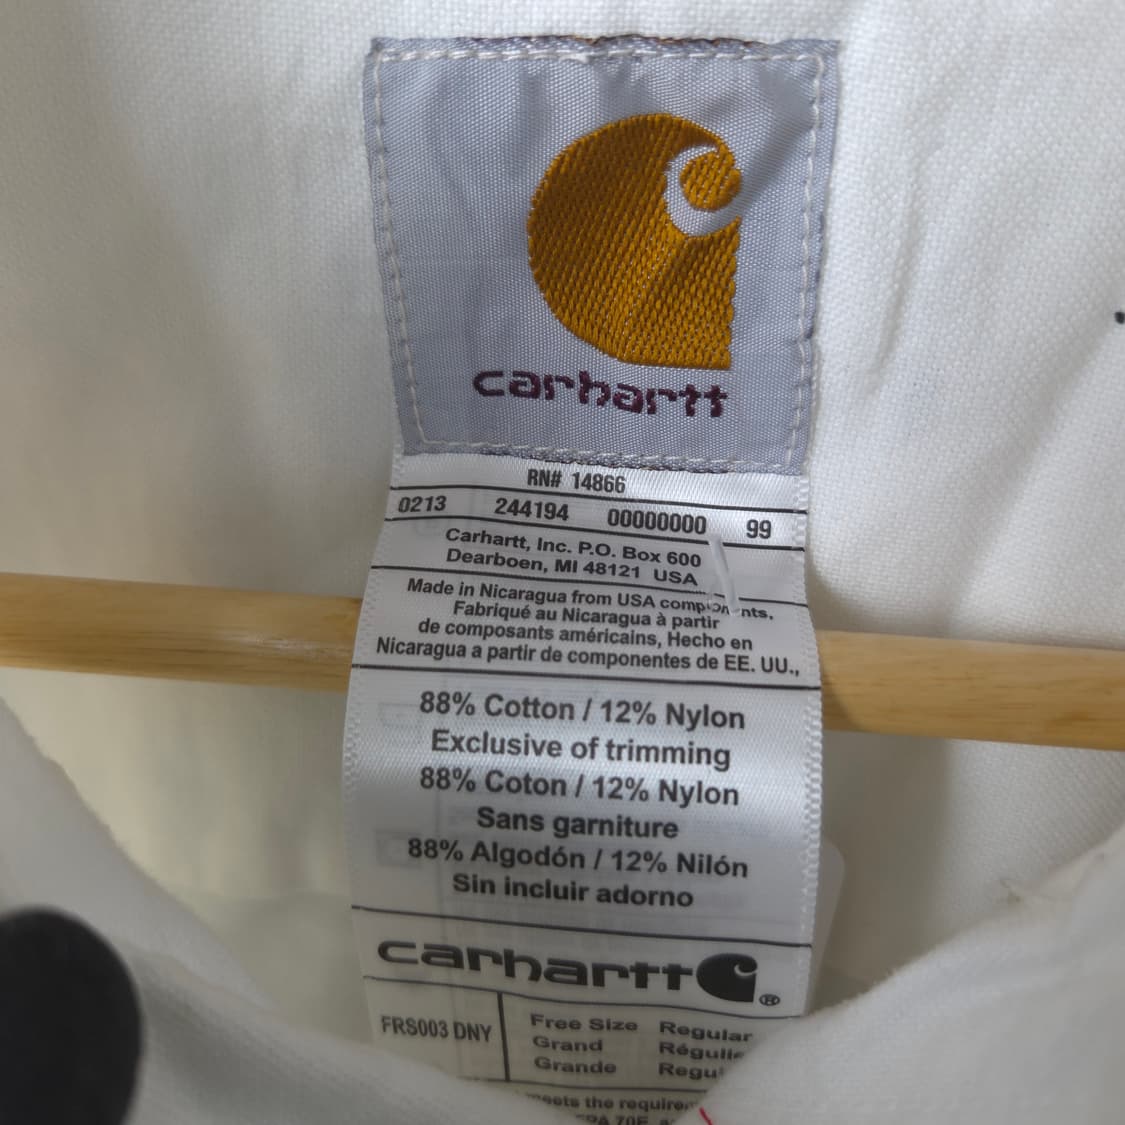 carhartt
RN# 14866
0213 244194 00000000 99
Carhartt, Inc. P.O. Box 600
Dearboen, MI 48121 USA
Made in Nicaragua from USA
Fabriqué au Nicaragua à partir
de composants américains, Hecho en
Nicaragua a partir de componentes de EE. UU.,
88% Cotton / 12% Nylon
Exclusive of trimming
88% Coton / 12% Nylon
Sans garniture
88% Algodón / 12% Nilón
Sin incluir adorno
carhartt ®
FRS003 DNY
Free Size Regular
Grand
Grande
the
70E